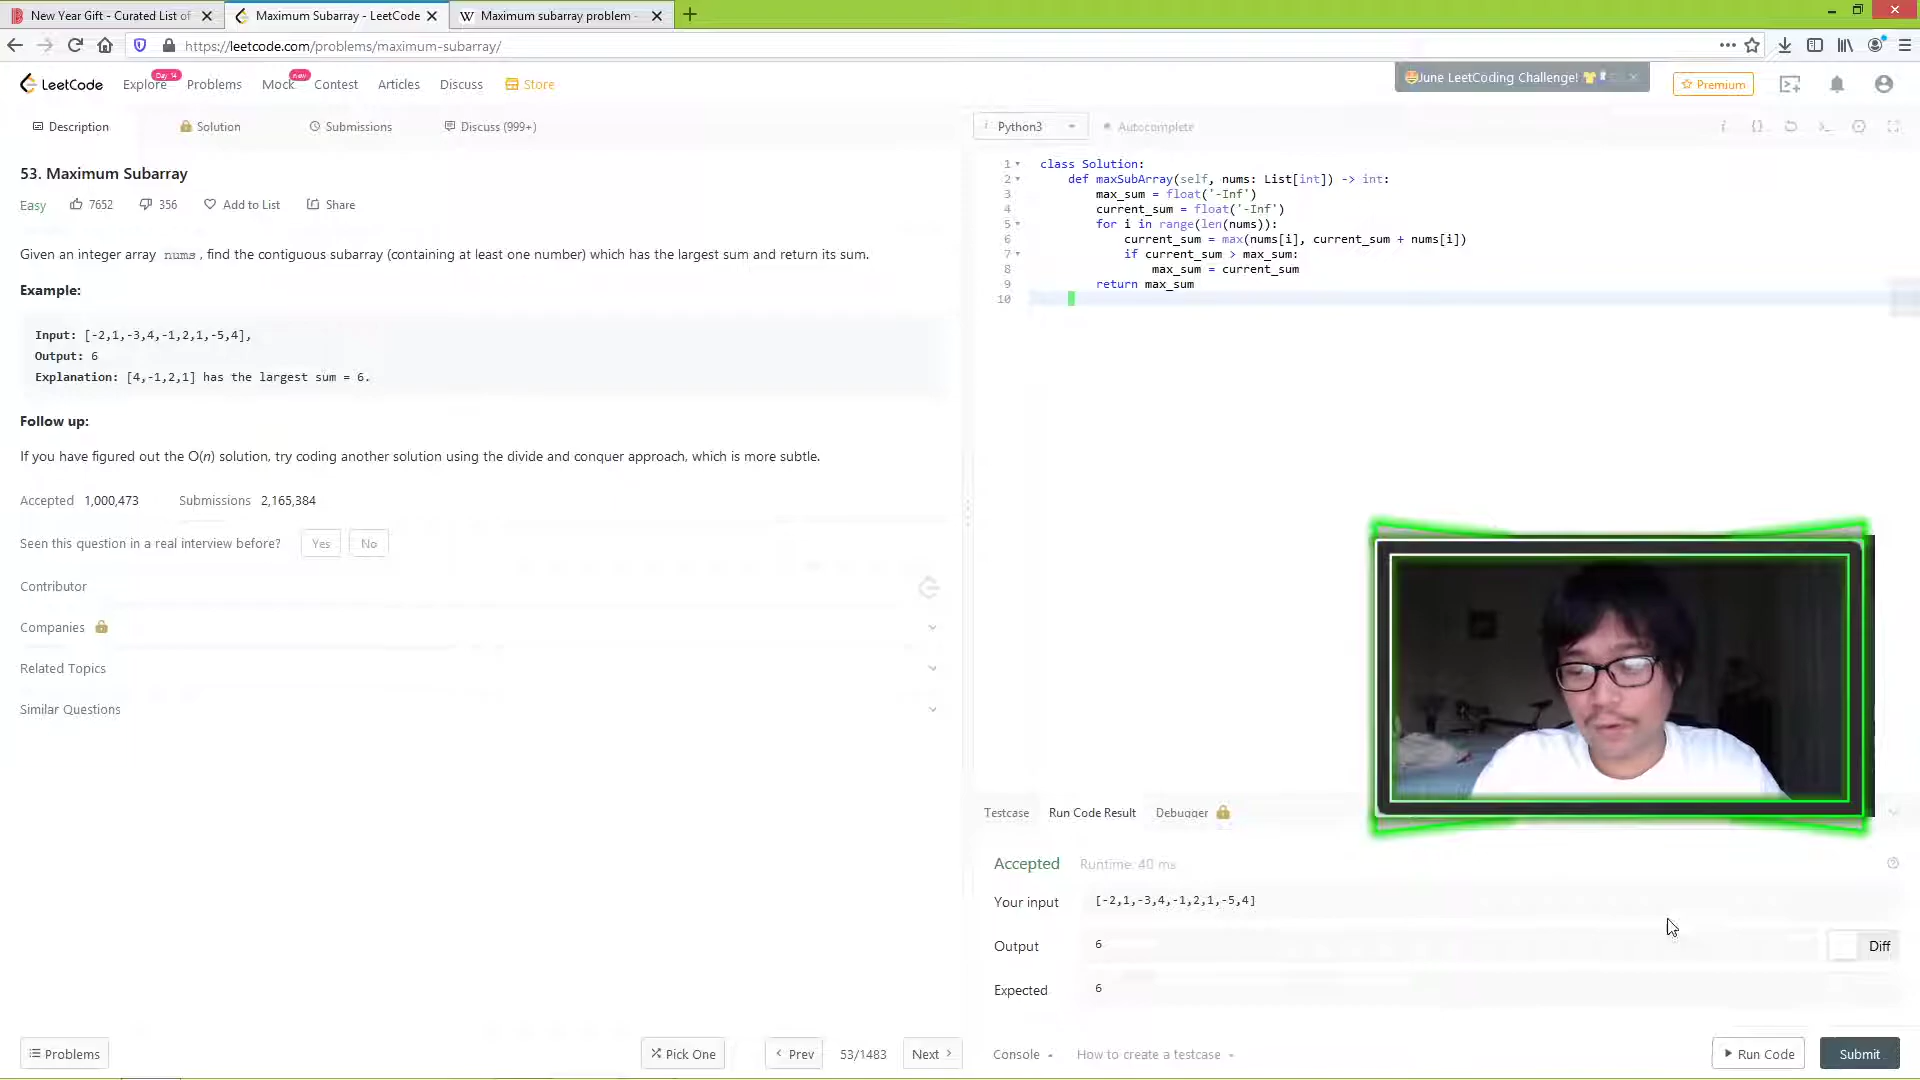 New Year Gift - Curated List of
Maximum Subarray - LeetCode
Maximum subarray problem -
https://leetcode.com/problems/maximum-subarray/
LeetCode
Explore
Day 14
Problems
Mock
new
Contest
Articles
Discuss
Store
June LeetCoding Challenge!
Premium
Description
Solution
Submissions
Discuss (999+)
53. Maximum Subarray
Easy
7652
356
Add to List
Share
Given an integer array nums, find the contiguous subarray (containing at least one number) which has the largest sum and return its sum.
Example:
Input: [-2,1,-3,4,-1,2,1,-5,4],
Output: 6
Explanation: [4,-1,2,1] has the largest sum = 6.
Follow up:
If you have figured out the O(n) solution, try coding another solution using the divide and conquer approach, which is more subtle.
Accepted 1,000,473 Submissions 2,165,384
Seen this question in a real interview before? Yes No
Contributor
Companies
Related Topics
Similar Questions
Problems
Pick One
Prev
53/1483
Next
Python3
Autocomplete
1 class Solution:
2 def maxSubArray(self, nums: List[int]) -> int:
3 max_sum = float('-Inf')
4 current_sum = float('-Inf')
5 for i in range(len(nums)):
6 current_sum = max(nums[i], current_sum + nums[i])
7 if current_sum > max_sum:
8 max_sum = current_sum
9 return max_sum
10
Testcase
Run Code Result
Debugger
Accepted Runtime: 40 ms
Your input [-2,1,-3,4,-1,2,1,-5,4]
Output 6
Diff
Expected 6
Console
How to create a testcase
Run Code
Submit